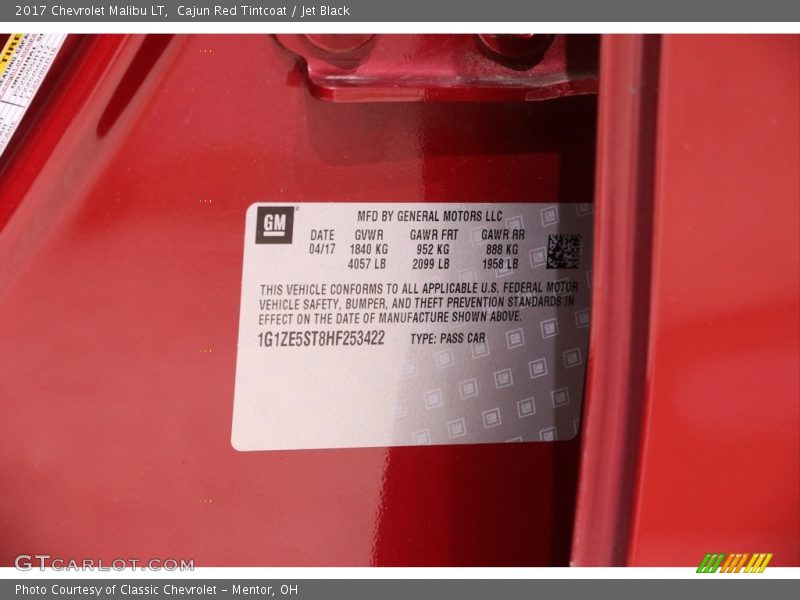 2017 Chevrolet Malibu LT, Cajun Red Tintcoat / Jet Black
TIRE
GM
MFD BY GENERAL MOTORS LLC
DATE GVWR GAWR FRT GAWR RR
04/17 1840 KG 952 KG 888 KG
4057 LB 2099 LB 1958 LB
THIS VEHICLE CONFORMS TO ALL APPLICABLE U.S. FEDERAL MOTOR
VEHICLE SAFETY, BUMPER, AND THEFT PREVENTION STANDARDS IN
EFFECT ON THE DATE OF MANUFACTURE SHOWN ABOVE.
1G1ZE5ST8HF253422 TYPE: PASS CAR
GTCARLOT.COM
Photo Courtesy of Classic Chevrolet - Mentor, OH